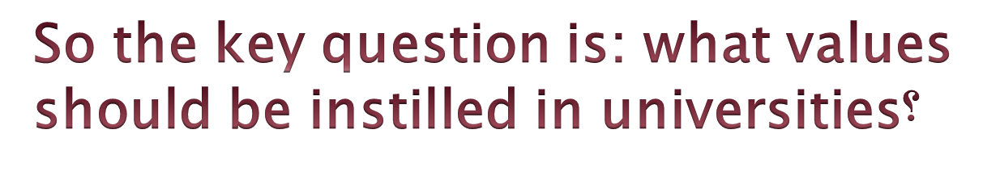 So the key question is: what values
should be instilled in universities؟